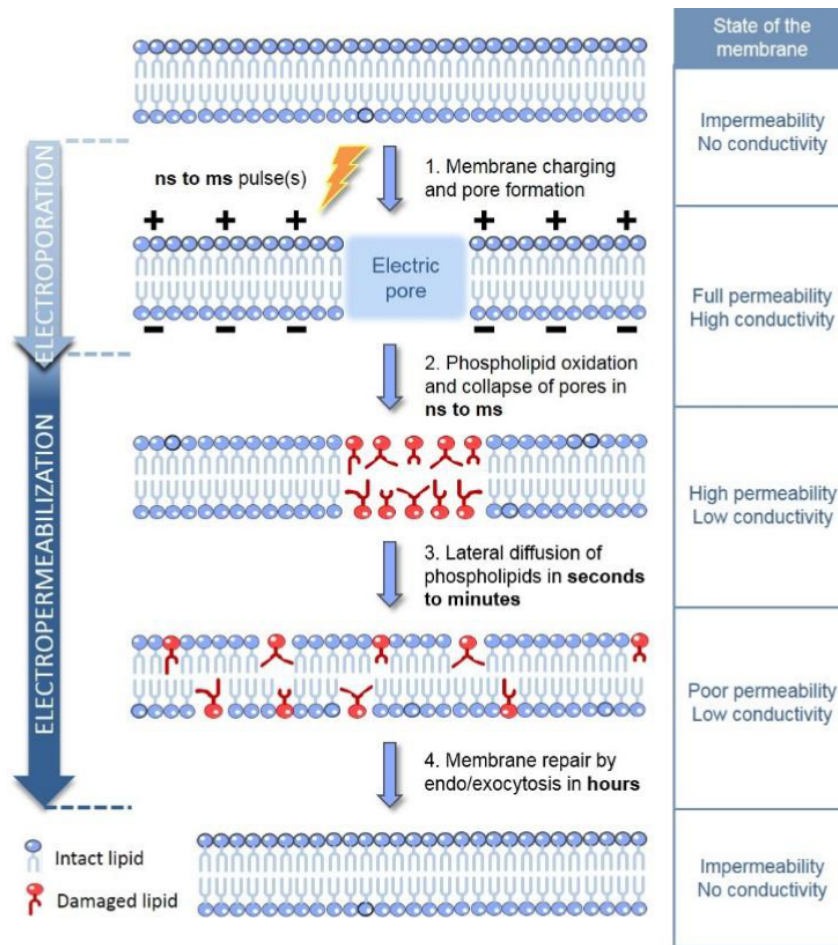 State of the
membrane
Impermeability
No conductivity
ns to ms pulse(s)
1. Membrane charging
and pore formation
+ + + + + +
Electric
pore
− − − − − −
Full permeability
High conductivity
ELECTROPORATION
2. Phospholipid oxidation
and collapse of pores in
ns to ms
High permeability
Low conductivity
ELECTROPERMEABILIZATION
3. Lateral diffusion of
phospholipids in seconds
to minutes
Poor permeability
Low conductivity
4. Membrane repair by
endo/exocytosis in hours
Intact lipid
Damaged lipid
Impermeability
No conductivity